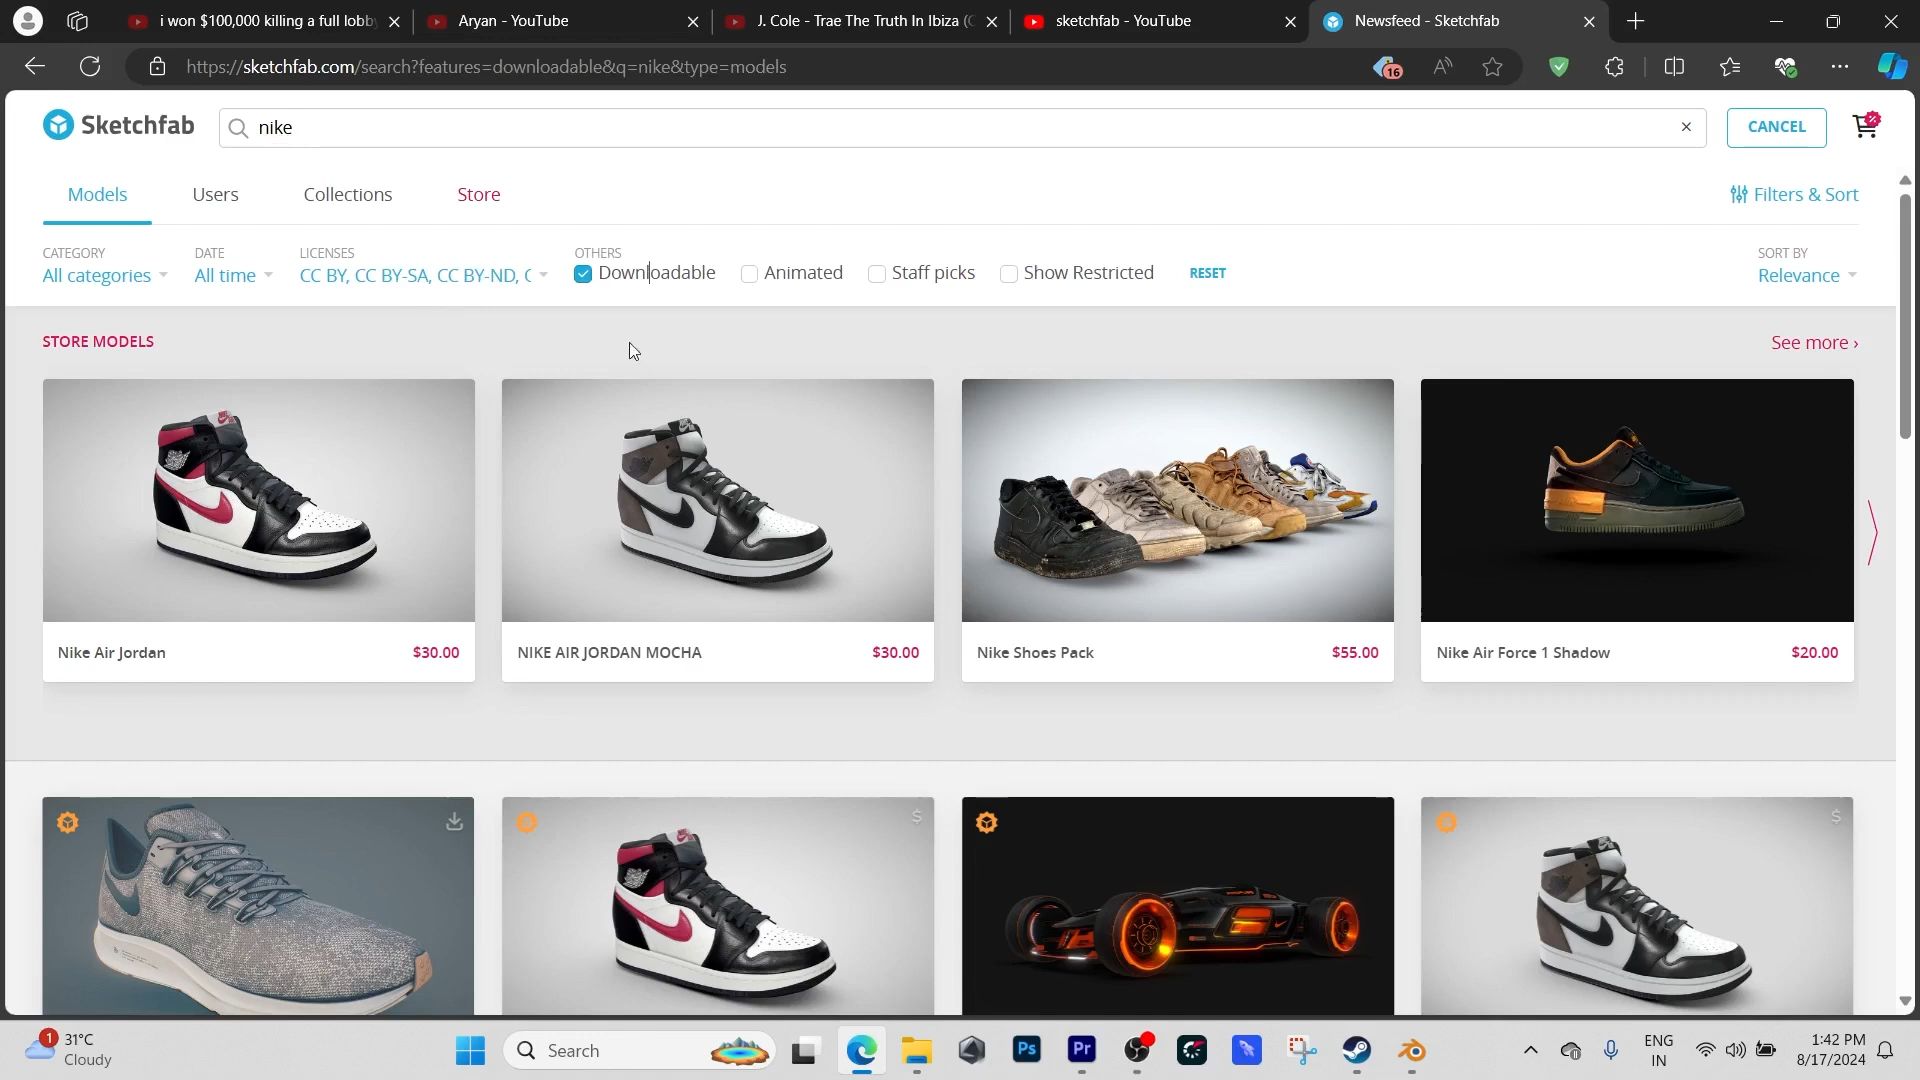 i won $100,000 killing a full lobby
Aryan - YouTube
J. Cole - Trae The Truth In Ibiza (
sketchfab - YouTube
Newsfeed - Sketchfab
https://sketchfab.com/search?features=downloadable&q=nike&type=models
16
Sketchfab
nike
CANCEL
%
Models
Users
Collections
Store
Filters & Sort
CATEGORY
All categories
DATE
All time
LICENSES
CC BY, CC BY-SA, CC BY-ND, C
OTHERS
Downloadable
Animated
Staff picks
Show Restricted
RESET
SORT BY
Relevance
STORE MODELS
See more ›
Nike Air Jordan $30.00
NIKE AIR JORDAN MOCHA $30.00
Nike Shoes Pack $55.00
Nike Air Force 1 Shadow $20.00
$
$
1
31°C
Cloudy
Search
Ps
Pr
ENG
IN
1:42 PM
8/17/2024